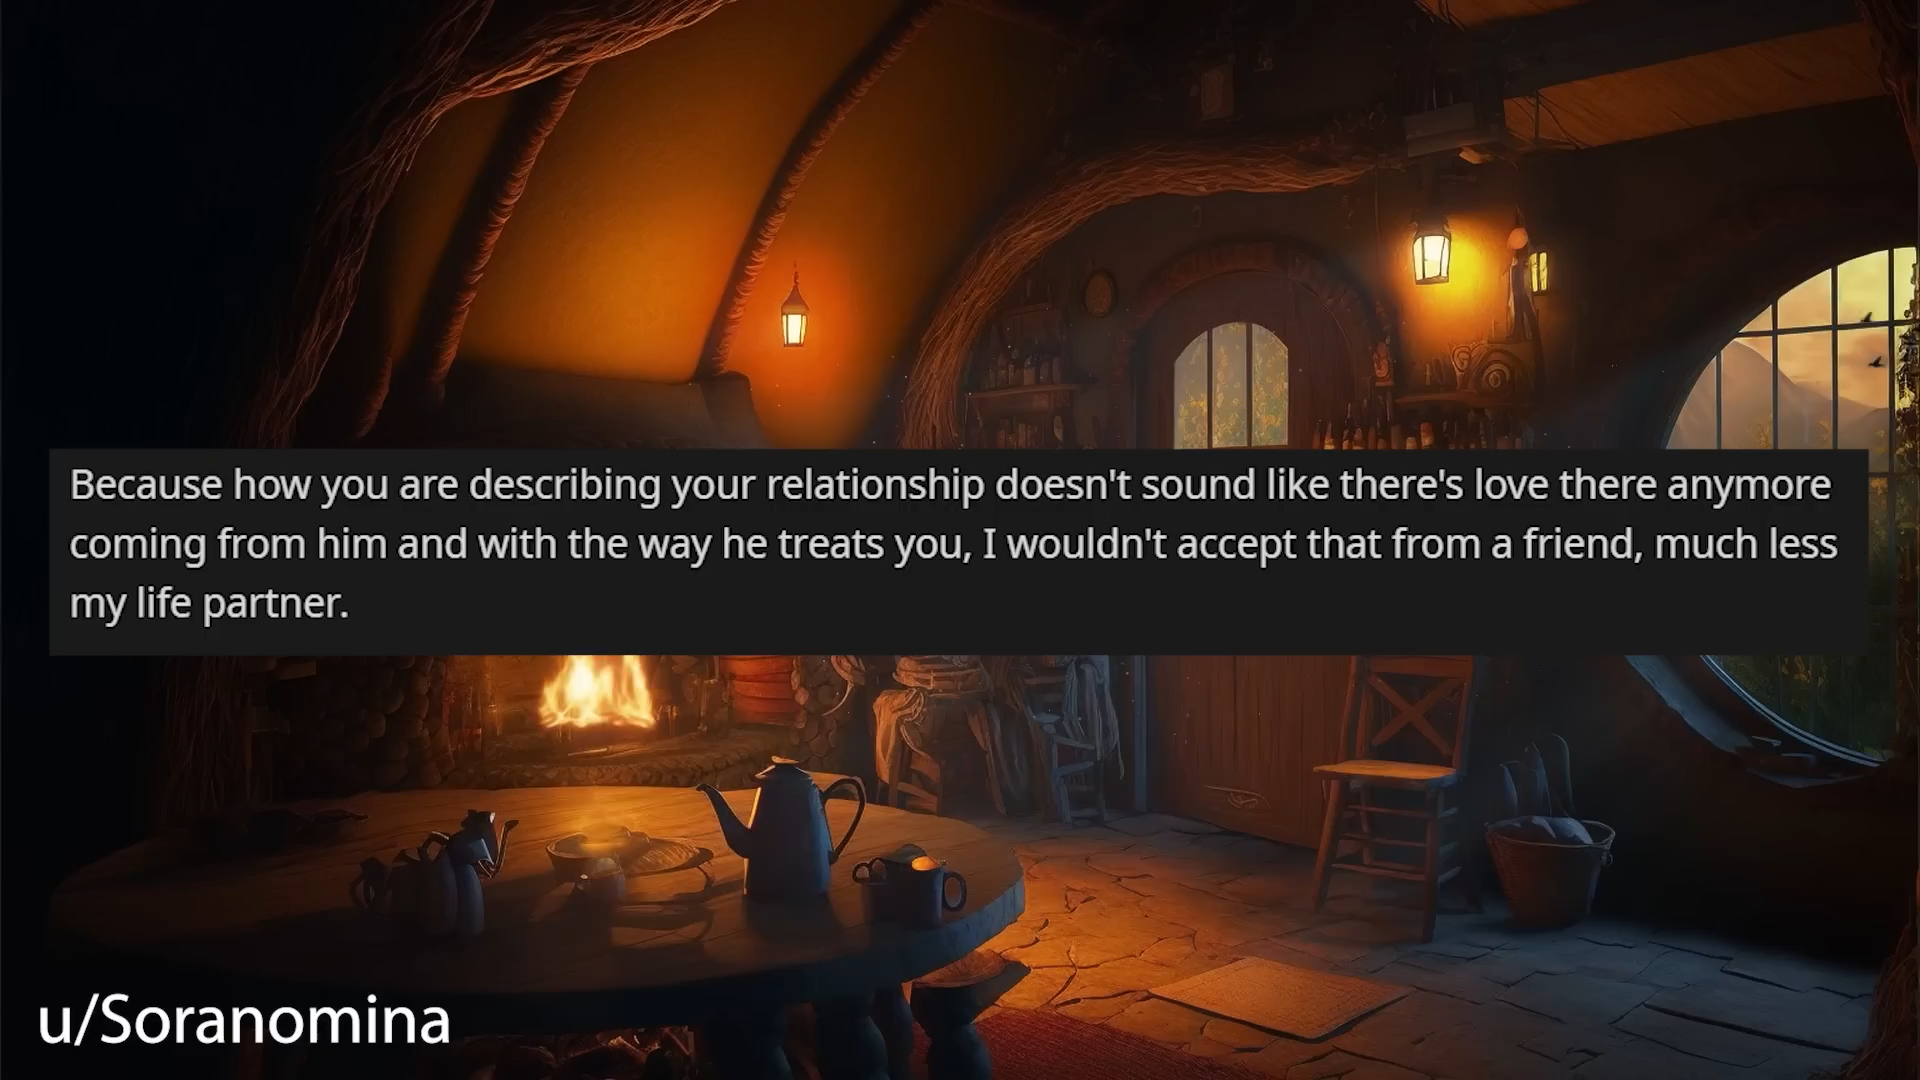 Because how you are describing your relationship doesn't sound like there's love there anymore
coming from him and with the way he treats you, I wouldn't accept that from a friend, much less
my life partner.
u/Soranomina